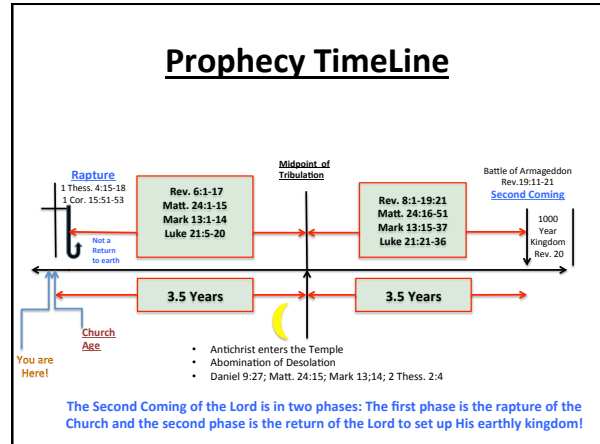 Prophecy TimeLine
Rapture
1 Thess. 4:15-18
1 Cor. 15:51-53
Not a
Return
to earth
Rev. 6:1-17
Matt. 24:1-15
Mark 13:1-14
Luke 21:5-20
Midpoint of
Tribulation
Rev. 8:1-19:21
Matt. 24:16-51
Mark 13:15-37
Luke 21:21-36
Battle of Armageddon
Rev.19:11-21
Second Coming
1000
Year
Kingdom
Rev. 20
3.5 Years
3.5 Years
Church
Age
You are
Here!
• Antichrist enters the Temple
• Abomination of Desolation
• Daniel 9:27; Matt. 24:15; Mark 13;14; 2 Thess. 2:4
The Second Coming of the Lord is in two phases: The first phase is the rapture of the
Church and the second phase is the return of the Lord to set up His earthly kingdom!